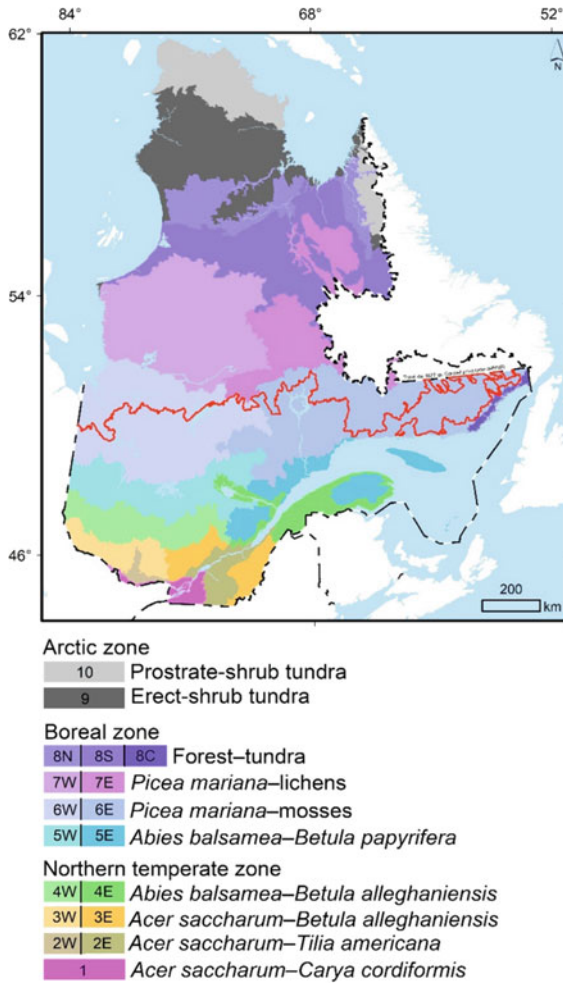 84°
68°
52°
62°
N
54°
46°
200
km
Arctic zone
10 Prostrate-shrub tundra
9 Erect-shrub tundra
Boreal zone
8N 8S 8C Forest–tundra
7W 7E Picea mariana–lichens
6W 6E Picea mariana–mosses
5W 5E Abies balsamea–Betula papyrifera
Northern temperate zone
4W 4E Abies balsamea–Betula alleghaniensis
3W 3E Acer saccharum–Betula alleghaniensis
2W 2E Acer saccharum–Tilia americana
1 Acer saccharum–Carya cordiformis